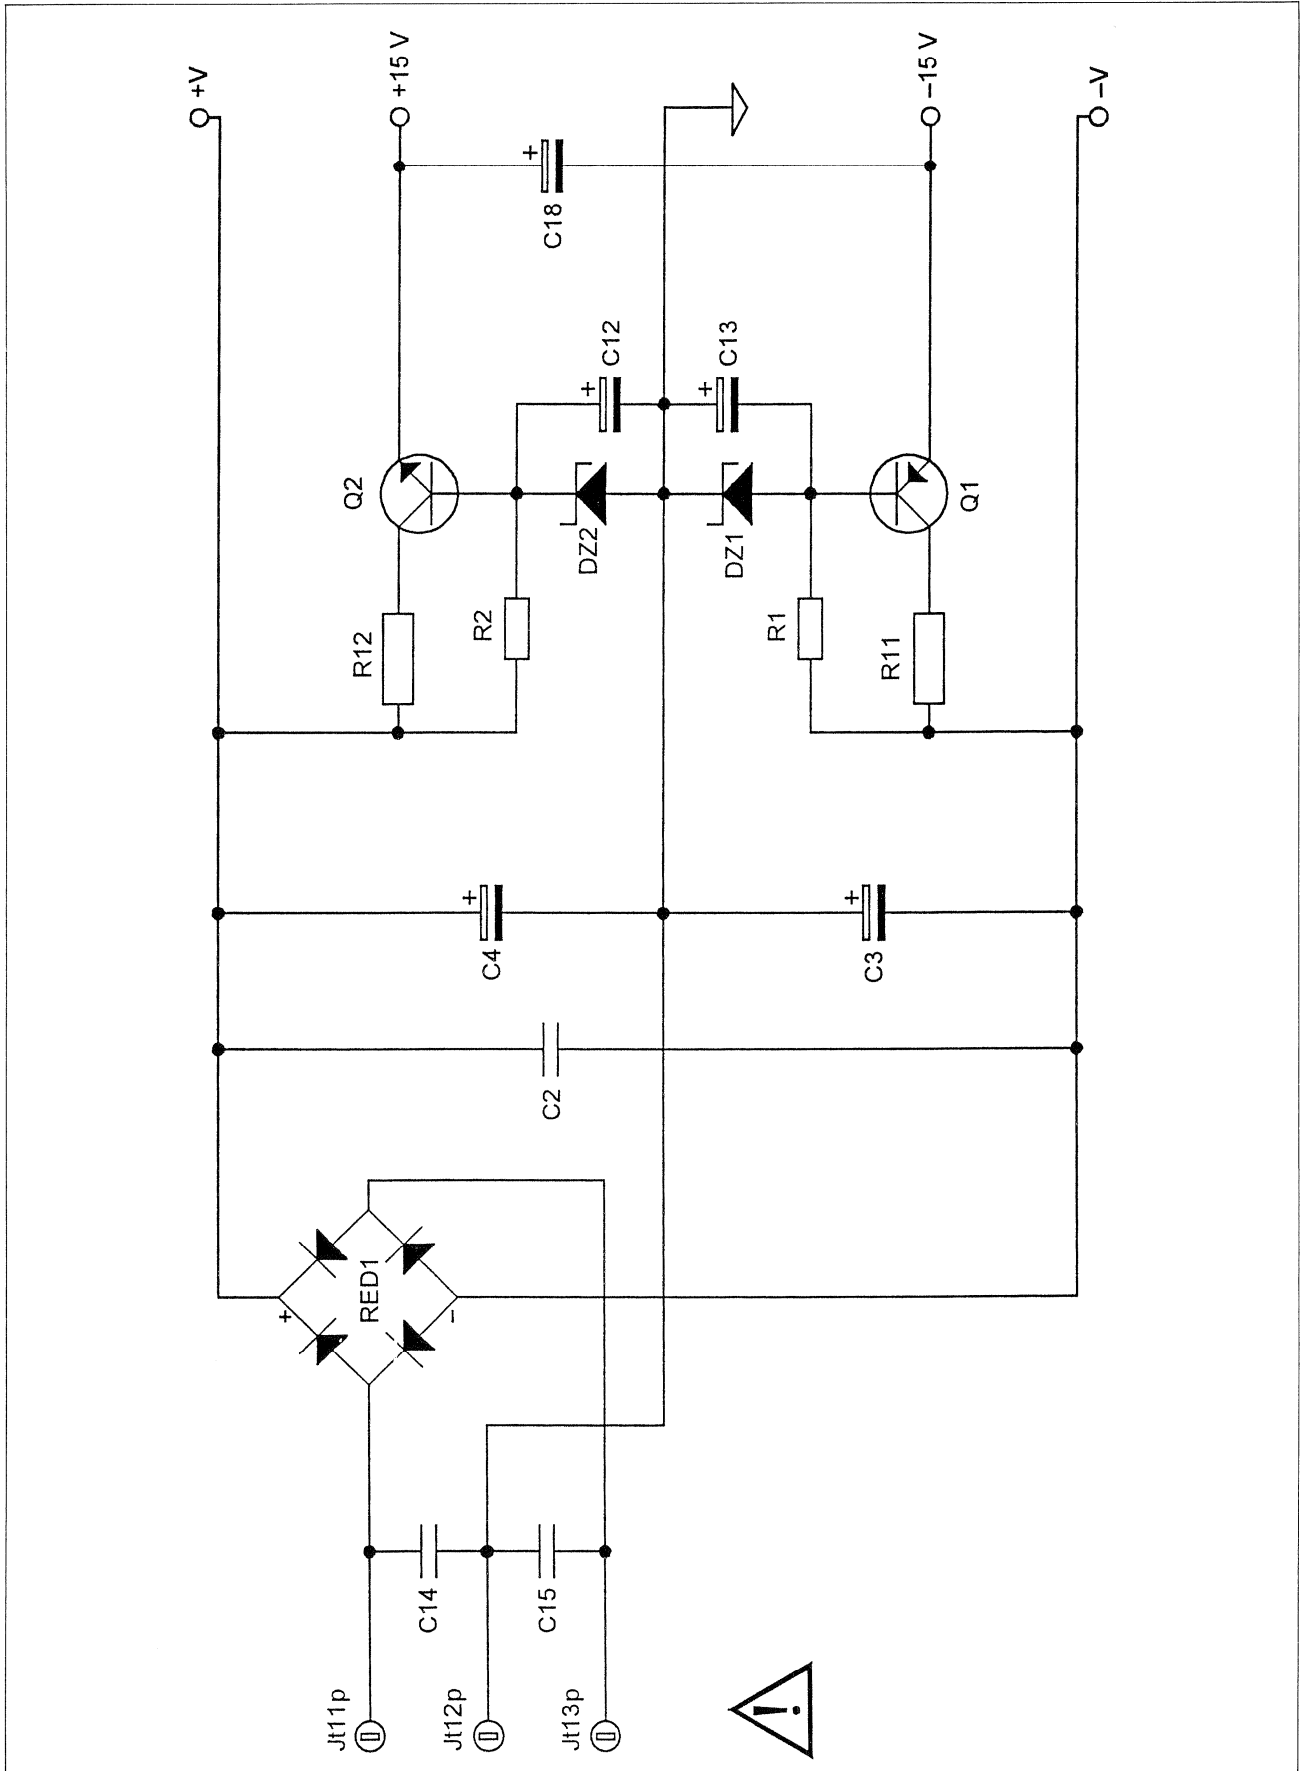 +V
+15 V
–15 V
–V
+
C18
C12
+
C13
+
Q2
Q1
DZ2
DZ1
R12
R2
R1
R11
+
C4
+
C3
C2
+
RED1
–
C14
C15
Jt11p
Jt12p
Jt13p
!